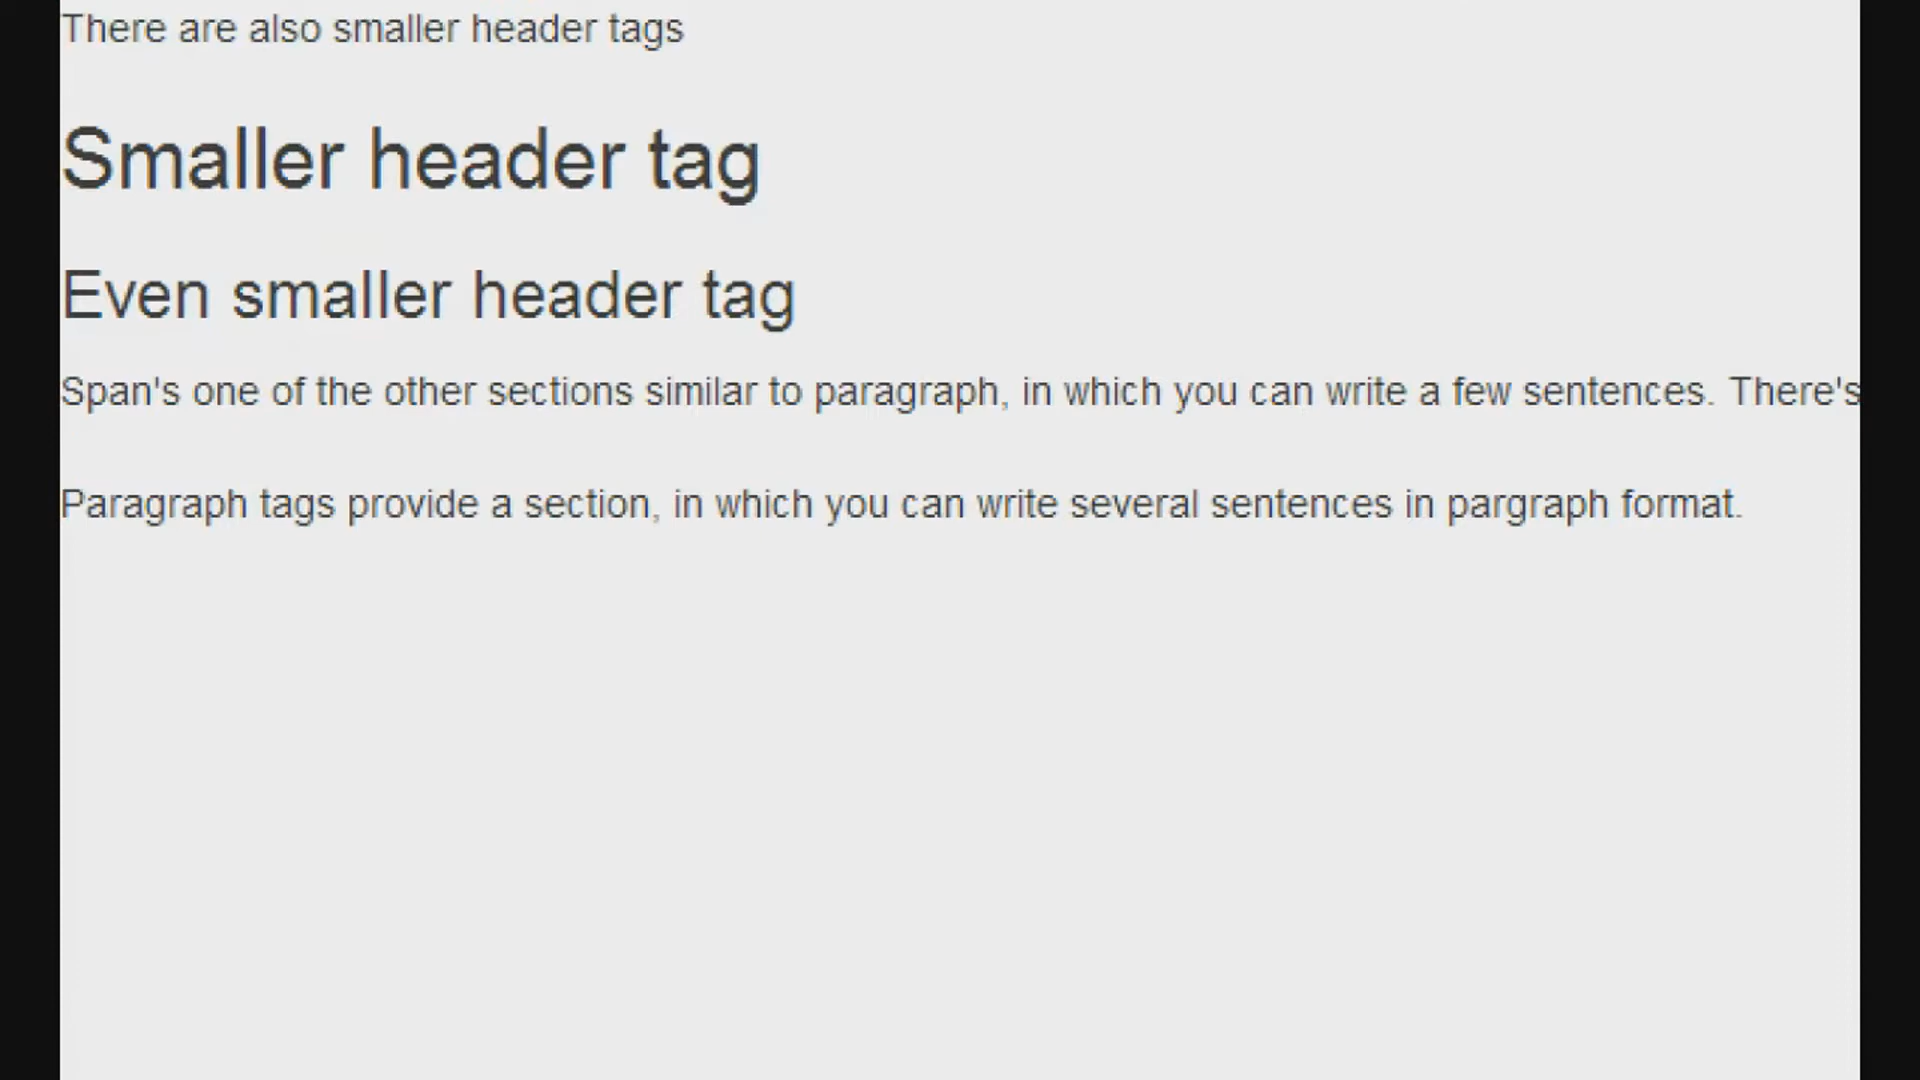 There are also smaller header tags
Smaller header tag
Even smaller header tag
Span's one of the other sections similar to paragraph, in which you can write a few sentences. There's
Paragraph tags provide a section, in which you can write several sentences in pargraph format.